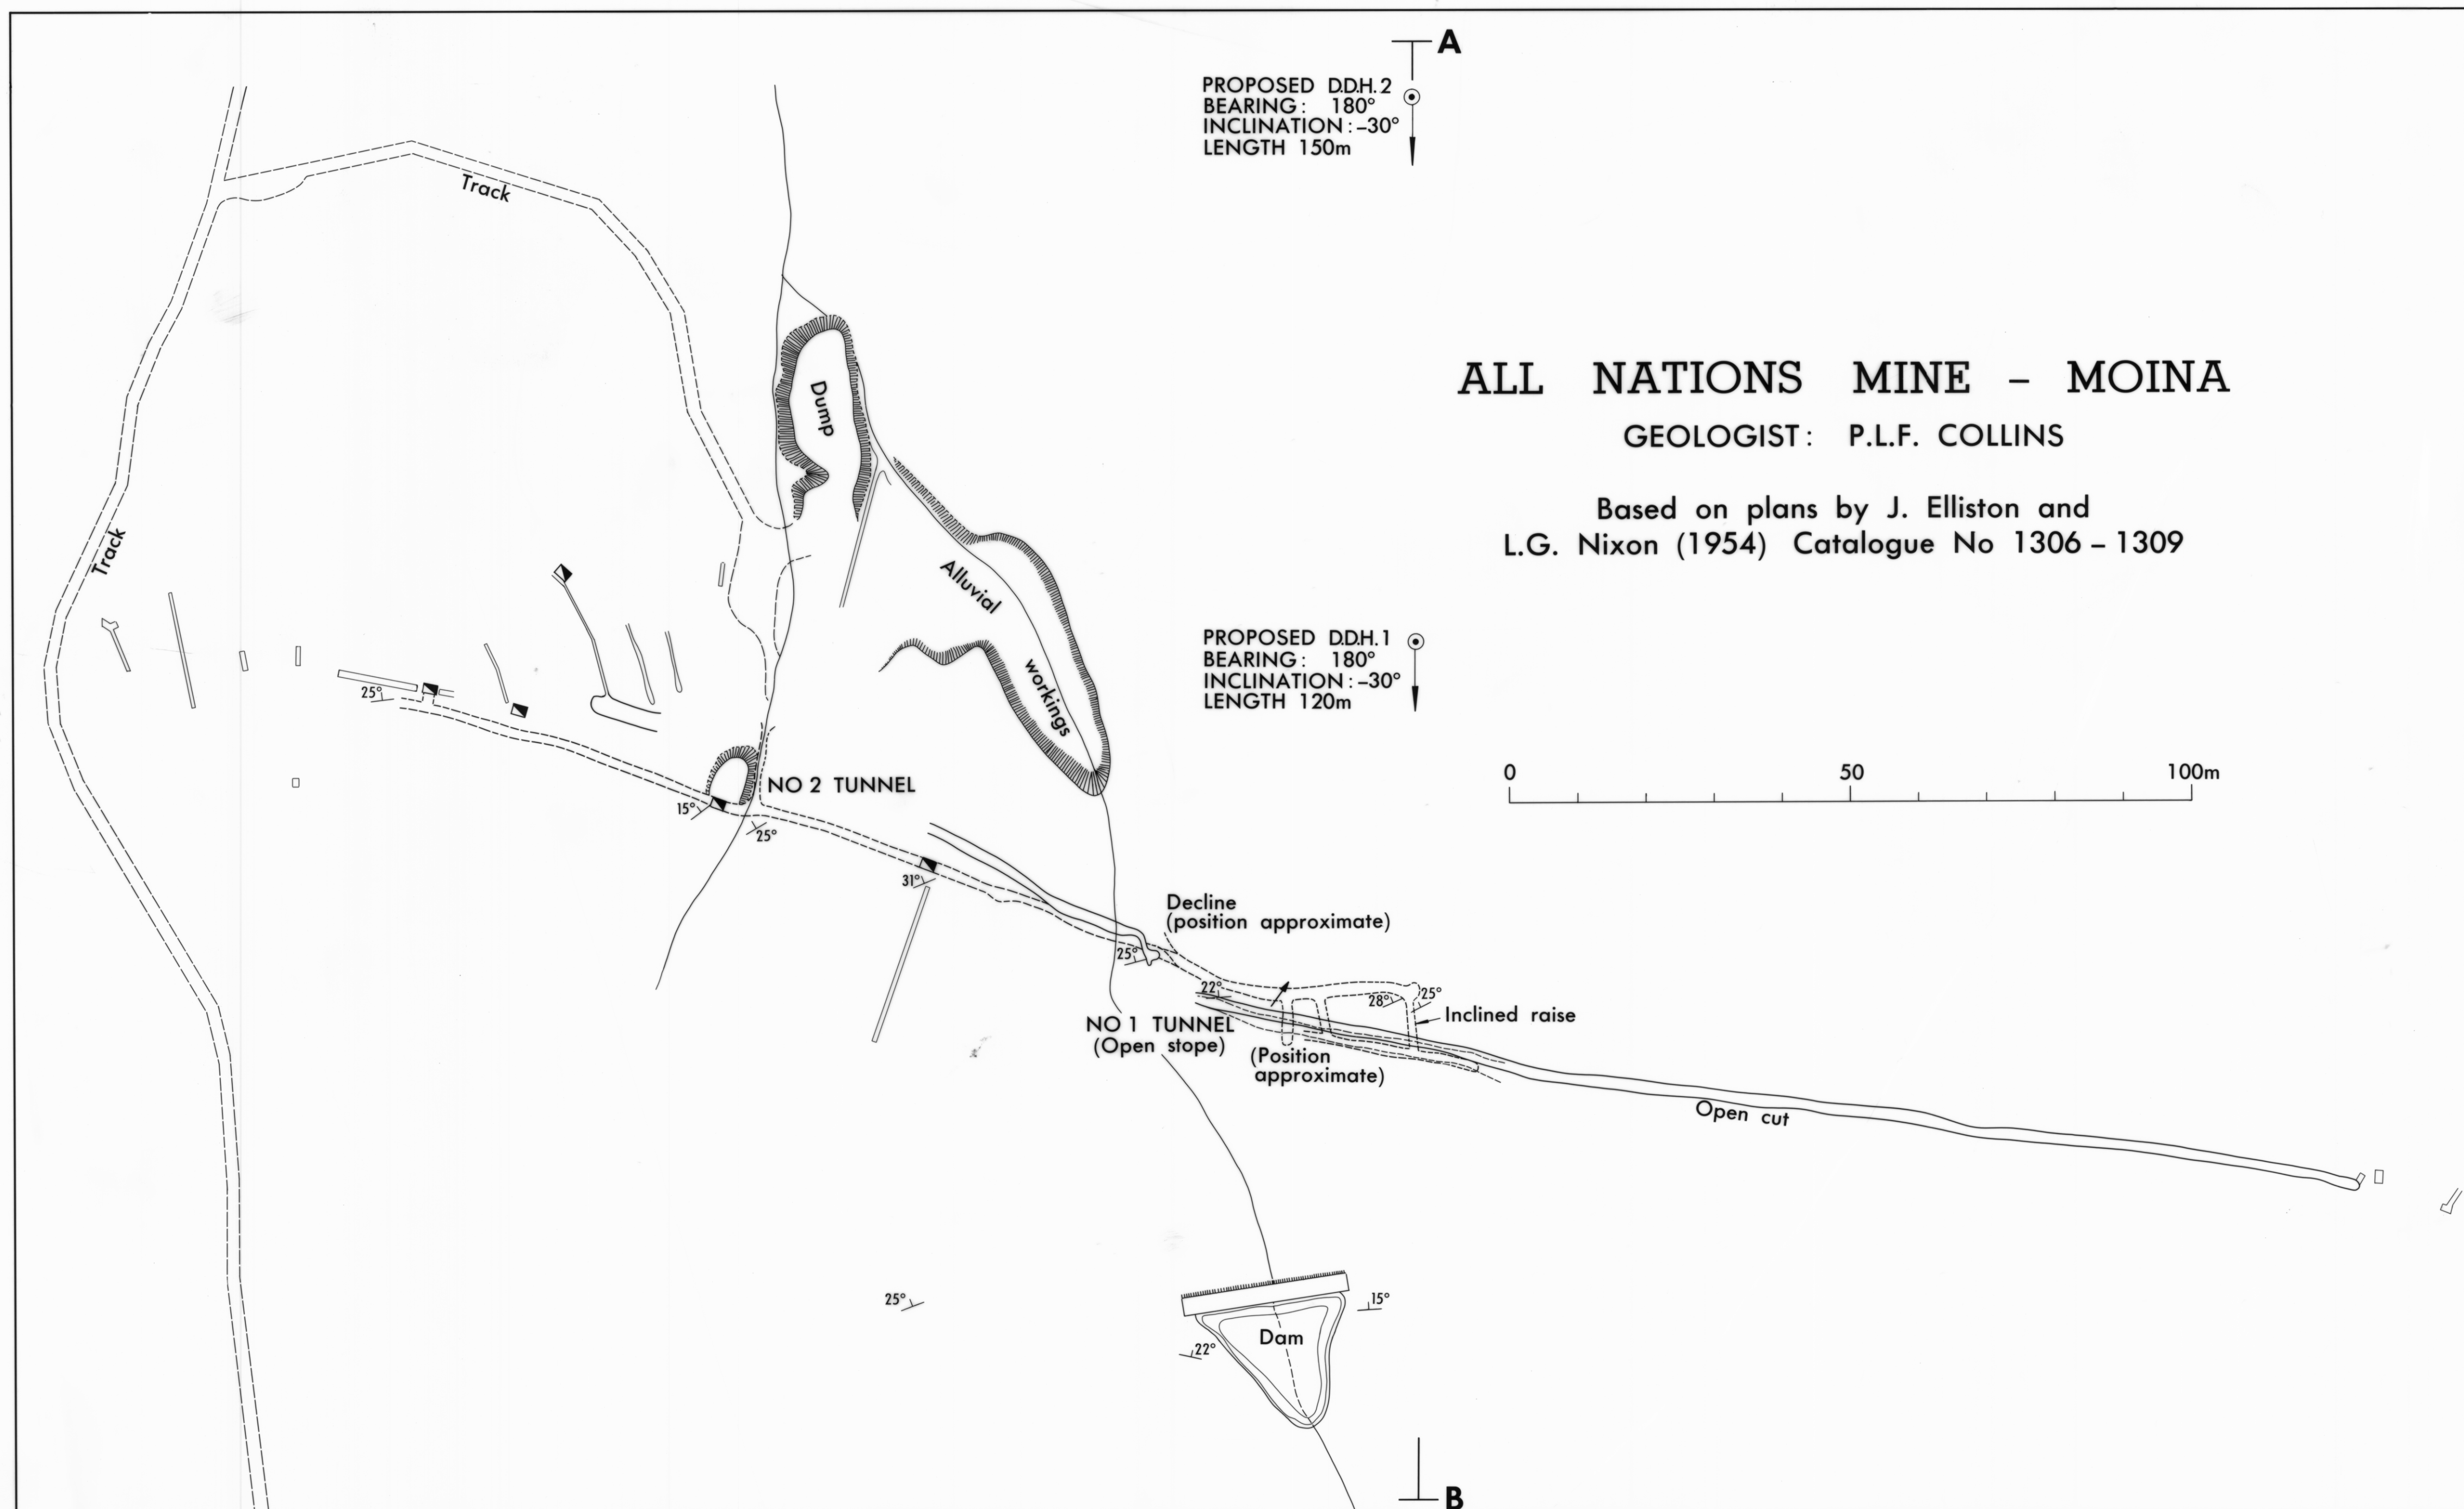 A
PROPOSED D.D.H.2
BEARING: 180°
INCLINATION:–30°
LENGTH 150m
Track
Dump
ALL NATIONS MINE – MOINA
GEOLOGIST: P.L.F. COLLINS
Based on plans by J. Elliston and
L.G. Nixon (1954) Catalogue No 1306 – 1309
Track
Alluvial
workings
PROPOSED D.D.H.1
BEARING: 180°
INCLINATION:–30°
LENGTH 120m
25°
0 50 100m
NO 2 TUNNEL
15°
25°
31°
Decline
(position approximate)
25°
22°
28°
25°
Inclined raise
NO 1 TUNNEL
(Open stope)
(Position
approximate)
Open cut
25°
15°
Dam
22°
B